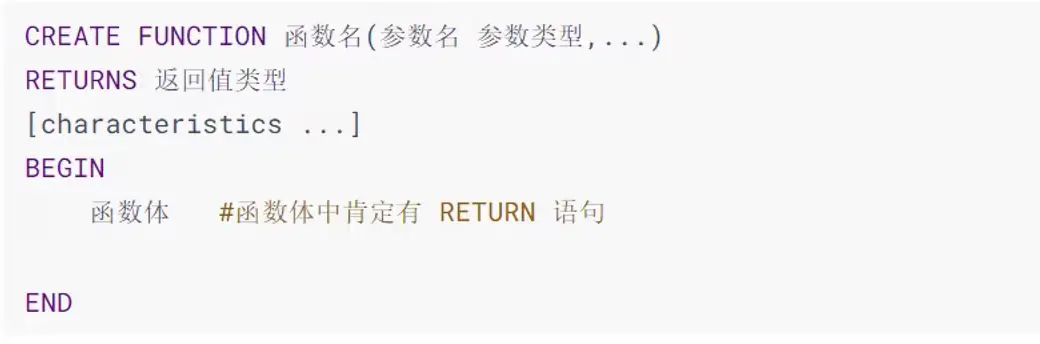 CREATE FUNCTION 函数名(参数名 参数类型,...)
RETURNS 返回值类型
[characteristics ...]
BEGIN
    函数体   #函数体中肯定有 RETURN 语句
END